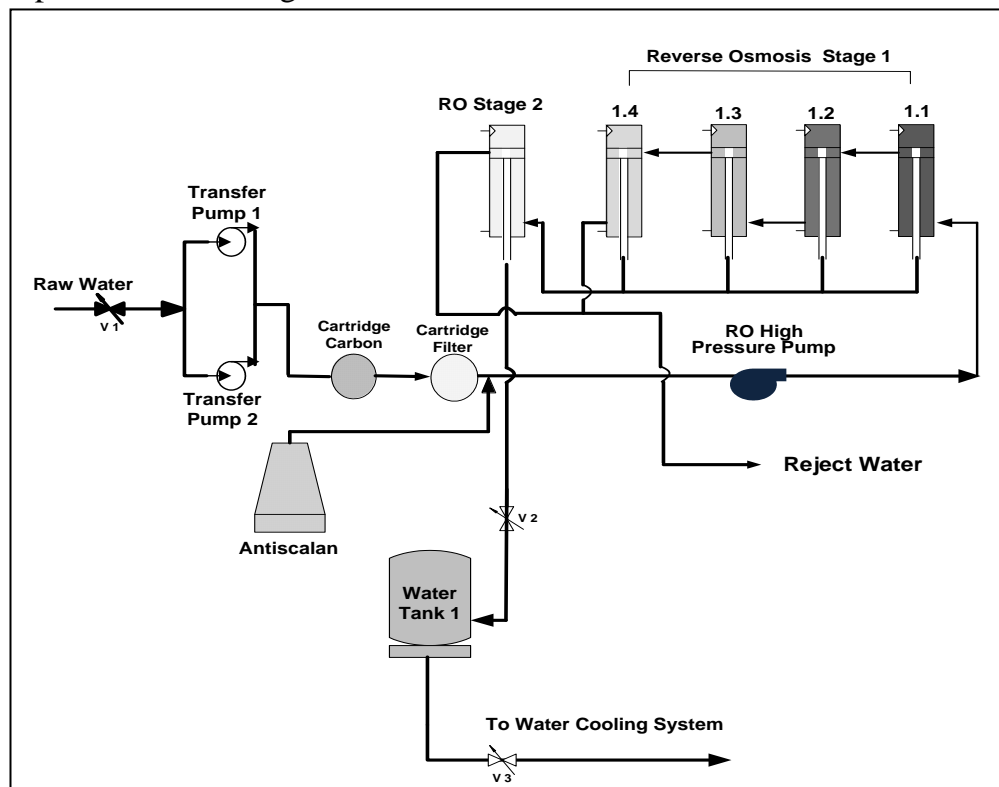 Reverse Osmosis Stage 1
RO Stage 2
1.4
1.3
1.2
1.1
Transfer
Pump 1
Raw Water
V 1
Cartridge
Carbon
Cartridge
Filter
RO High
Pressure Pump
Transfer
Pump 2
Reject Water
Antiscalan
V 2
Water
Tank 1
To Water Cooling System
V 3